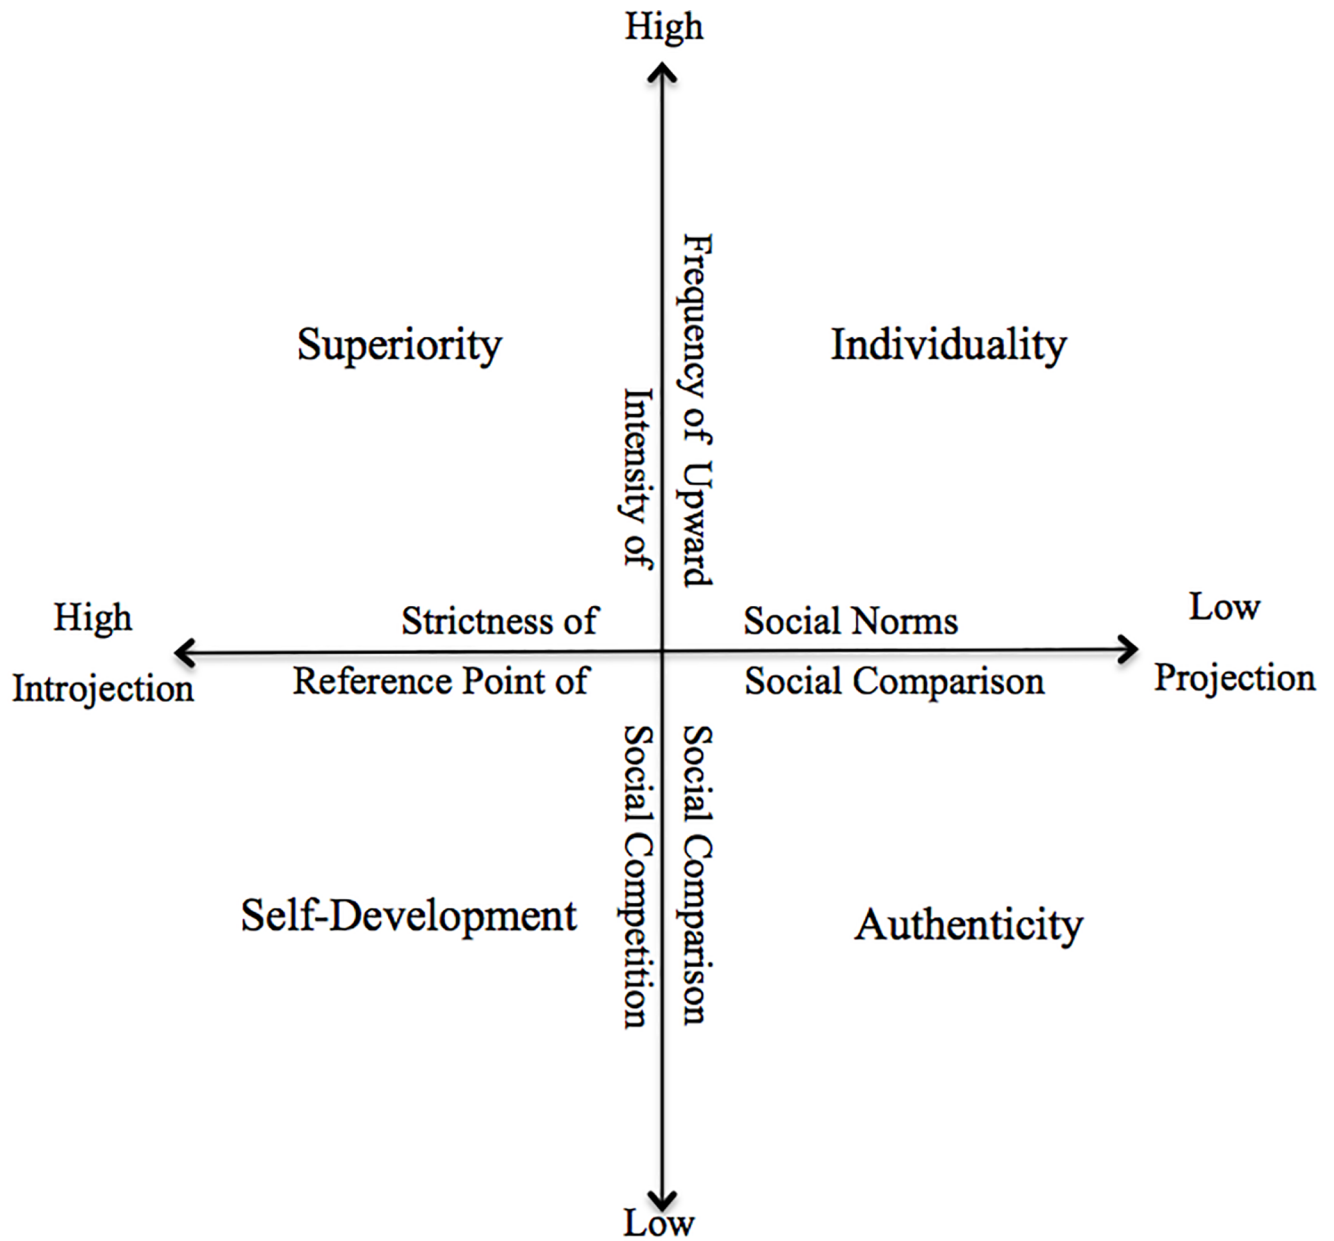 High
Frequency of Upward
Superiority
Individuality
Intensity of
High
Strictness of
Social Norms
Low
Introjection
Reference Point of
Social Comparison
Projection
Social Competition
Social Comparison
Self-Development
Authenticity
Low